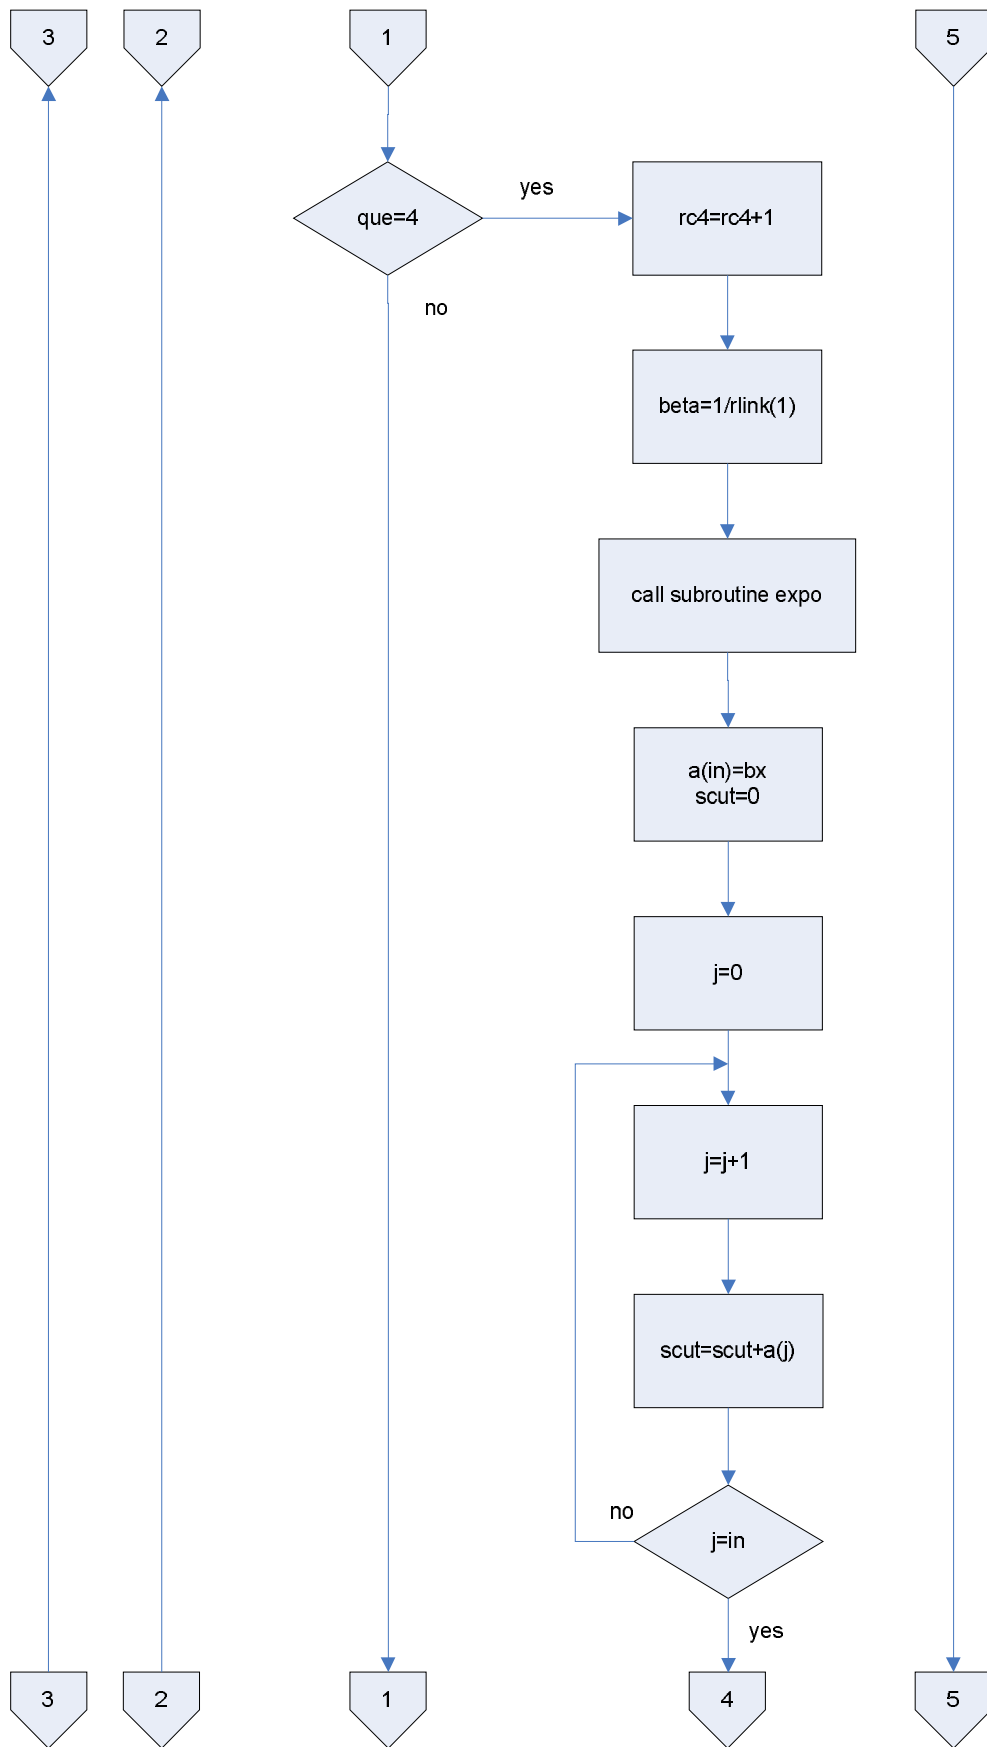 3
2
1
5
que=4
yes
rc4=rc4+1
no
beta=1/rlink(1)
call subroutine expo
a(in)=bx
scut=0
j=0
j=j+1
scut=scut+a(j)
no
j=in
yes
3
2
1
4
5